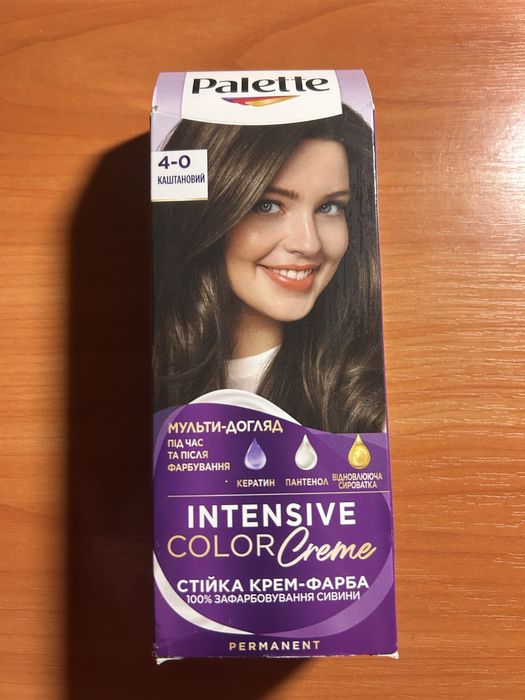 Palette
4-0
КАШТАНОВИЙ
МУЛЬТИ-ДОГЛЯД
ПІД ЧАС
ТА ПІСЛЯ
ФАРБУВАННЯ
КЕРАТИН
ПАНТЕНОЛ
ВІДНОВЛЮЮЧА
СИРОВАТКА
INTENSIVE
COLOR Creme
СТІЙКА КРЕМ-ФАРБА
100% ЗАФАРБОВУВАННЯ СИВИНИ
PERMANENT